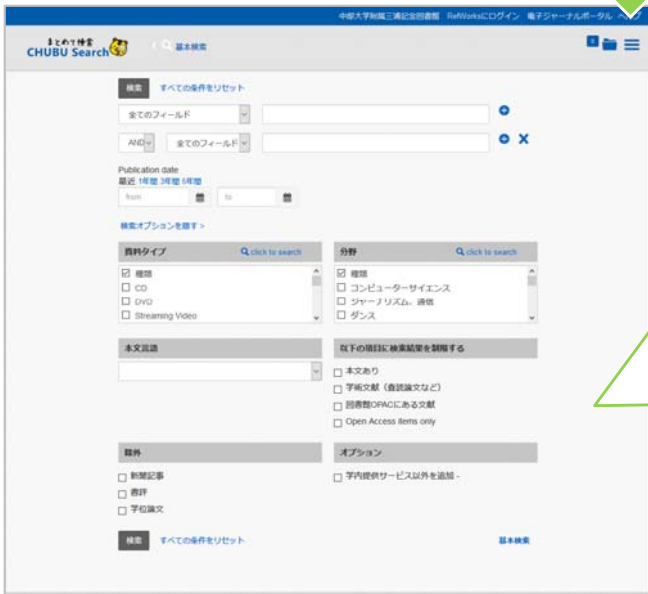 中部大学附属三浦記念図書館 RefWorksにログイン 電子ジャーナルポータル ヘルプ
まとめて検索
CHUBU Search
基本検索
検索 すべての条件をリセット
全てのフィールド
AND 全てのフィールド
Publication date
最近 1年間 3年間 5年間
from to
検索オプションを隠す >
資料タイプ click to search
種類
CD
DVD
Streaming Video
分野 click to search
種類
コンピューターサイエンス
ジャーナリズム、通信
ダンス
本文言語
以下の項目に検索結果を制限する
本文あり
学術文献（査読論文など）
図書館OPACにある文献
Open Access items only
除外
新聞記事
書評
学位論文
オプション
学内提供サービス以外を追加 -
検索 すべての条件をリセット 基本検索